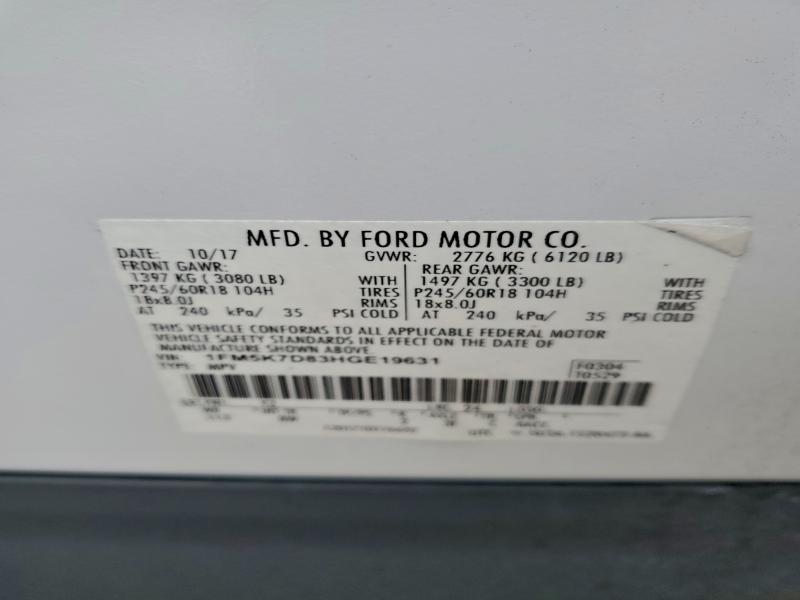 MFD. BY FORD MOTOR CO.
DATE: 10/17 GVWR: 2776 KG ( 6120 LB)
FRONT GAWR: REAR GAWR:
1397 KG ( 3080 LB) WITH 1497 KG ( 3300 LB) WITH
P245/60R18 104H TIRES P245/60R18 104H TIRES
18x8.0J RIMS 18x8.0J RIMS
AT 240 kPa/ 35 PSI COLD AT 240 kPa/ 35 PSI COLD
THIS VEHICLE CONFORMS TO ALL APPLICABLE FEDERAL MOTOR
VEHICLE SAFETY STANDARDS IN EFFECT ON THE DATE OF
MANUFACTURE SHOWN ABOVE.
VIN: 1FM5K7D83HGE19631
TYPE: MPV
F0304
T0529
24